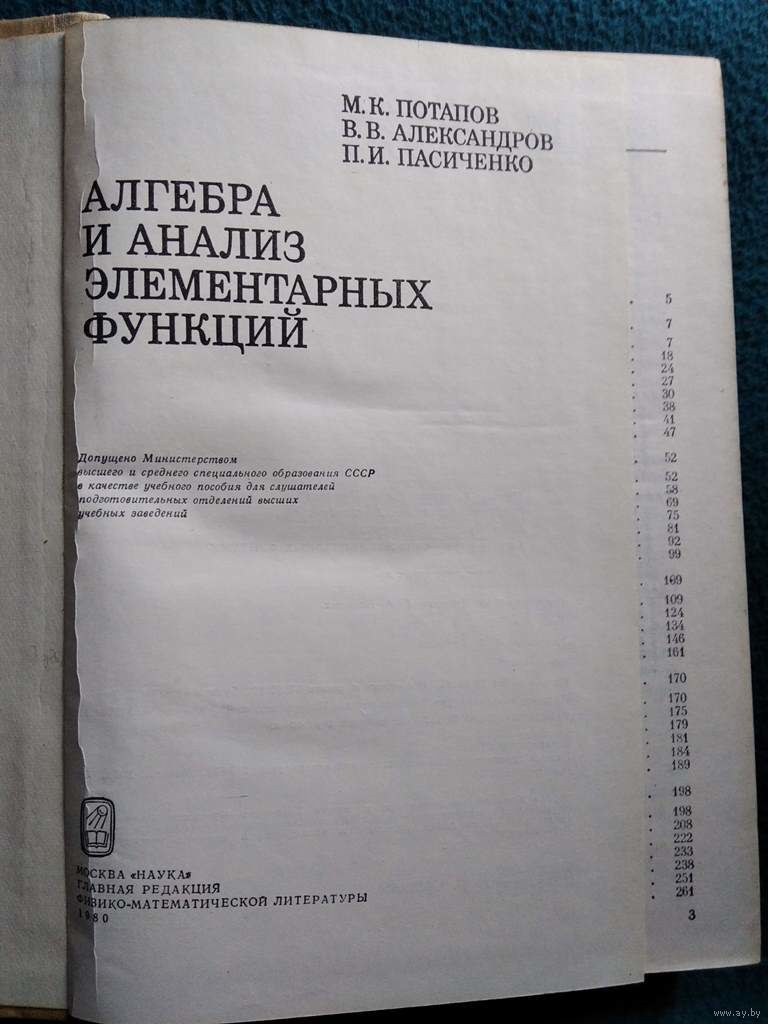 М. К. ПОТАПОВ
В. В. АЛЕКСАНДРОВ
П. И. ПАСИЧЕНКО
АЛГЕБРА
И АНАЛИЗ
ЭЛЕМЕНТАРНЫХ
ФУНКЦИЙ
Допущено Министерством
высшего и среднего специального образования СССР
в качестве учебного пособия для слушателей
подготовительных отделений высших
учебных заведений
МОСКВА «НАУКА»
ГЛАВНАЯ РЕДАКЦИЯ
ФИЗИКО-МАТЕМАТИЧЕСКОЙ ЛИТЕРАТУРЫ
1980
. 5
. 7
. 7
. 18
. 24
. 27
. 30
. 38
. 41
. 47
. 52
. 52
. 58
. 69
. 75
. 81
. 92
. 99
. 109
. 109
. 124
. 134
. 146
. 161
. 170
. 170
. 175
. 179
. 181
. 184
. 189
. 198
. 198
. 208
. 222
. 233
. 238
. 251
. 261
3
www.ay.by